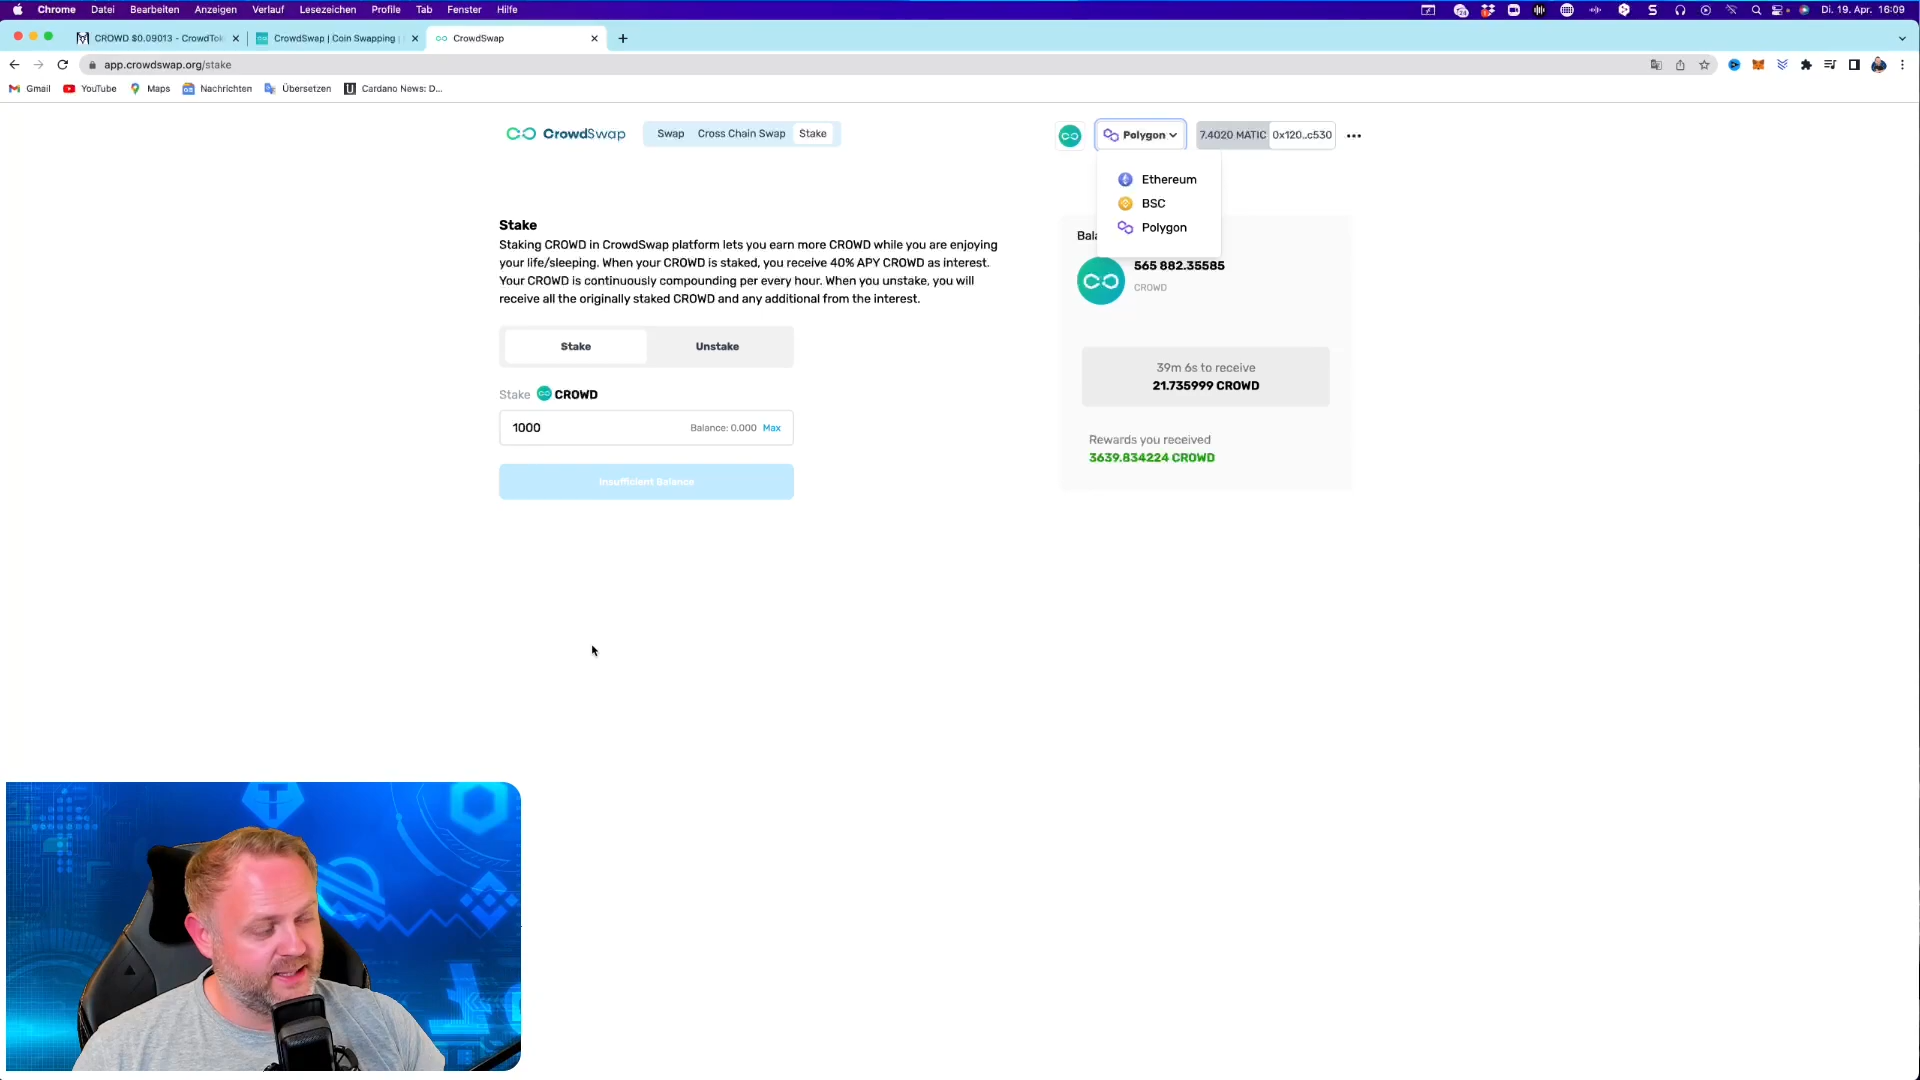 Chrome Datei Bearbeiten Anzeigen Verlauf Lesezeichen Profile Tab Fenster Hilfe
Di. 19. Apr. 16:09
CROWD $0.09013 - CrowdTok
CrowdSwap | Coin Swapping |
CrowdSwap
app.crowdswap.org/stake
Gmail YouTube Maps Nachrichten Übersetzen Cardano News: D...
CrowdSwap
Swap Cross Chain Swap Stake
Polygon
7.4020 MATIC 0x120..c530
Ethereum
BSC
Polygon
Stake
Staking CROWD in CrowdSwap platform lets you earn more CROWD while you are enjoying
your life/sleeping. When your CROWD is staked, you receive 40% APY CROWD as interest.
Your CROWD is continuously compounding per every hour. When you unstake, you will
receive all the originally staked CROWD and any additional from the interest.
Stake Unstake
Stake CROWD
1000 Balance: 0.000 Max
Insufficient Balance
Bala
565 882.35585
CROWD
39m 6s to receive
21.735999 CROWD
Rewards you received
3639.834224 CROWD